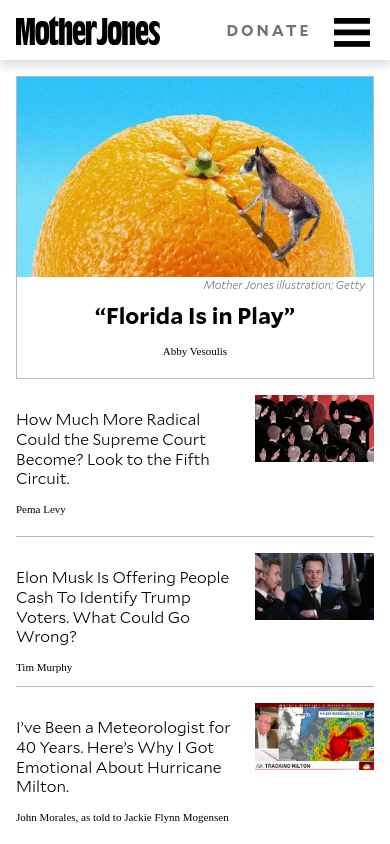 Mother Jones
DONATE
Mother Jones illustration; Getty
“Florida Is in Play”
Abby Vesoulis
How Much More Radical
Could the Supreme Court
Become? Look to the Fifth
Circuit.
Pema Levy
Elon Musk Is Offering People
Cash To Identify Trump
Voters. What Could Go
Wrong?
Tim Murphy
I’ve Been a Meteorologist for
40 Years. Here’s Why I Got
Emotional About Hurricane
Milton.
TRACKING MILTON
John Morales, as told to Jackie Flynn Mogensen